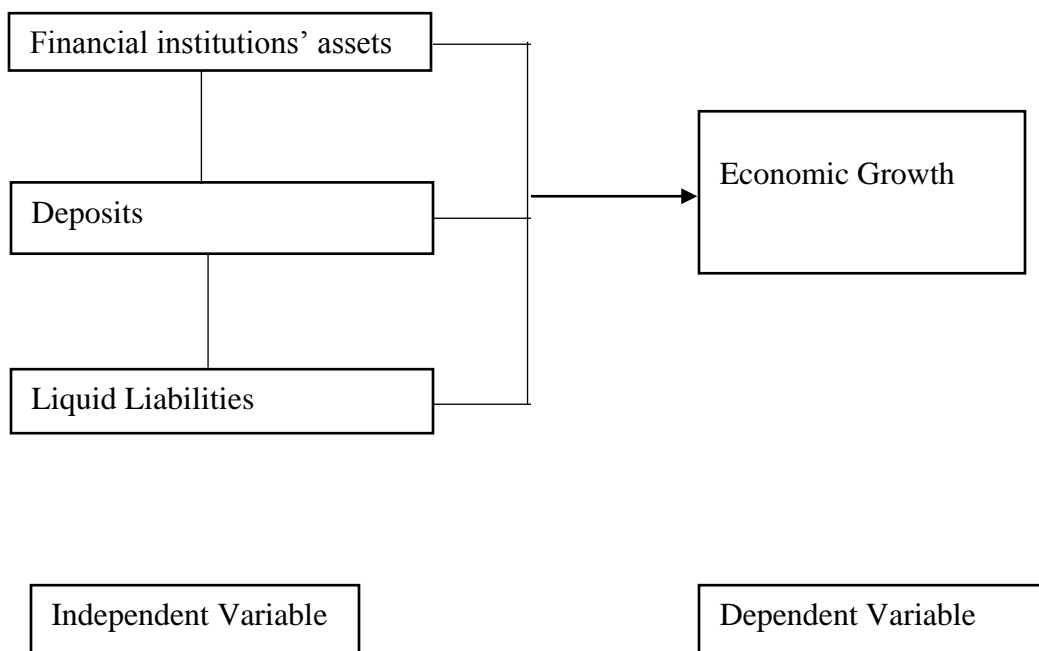 Financial institutions’ assets
Economic Growth
Deposits
Liquid Liabilities
Independent Variable
Dependent Variable